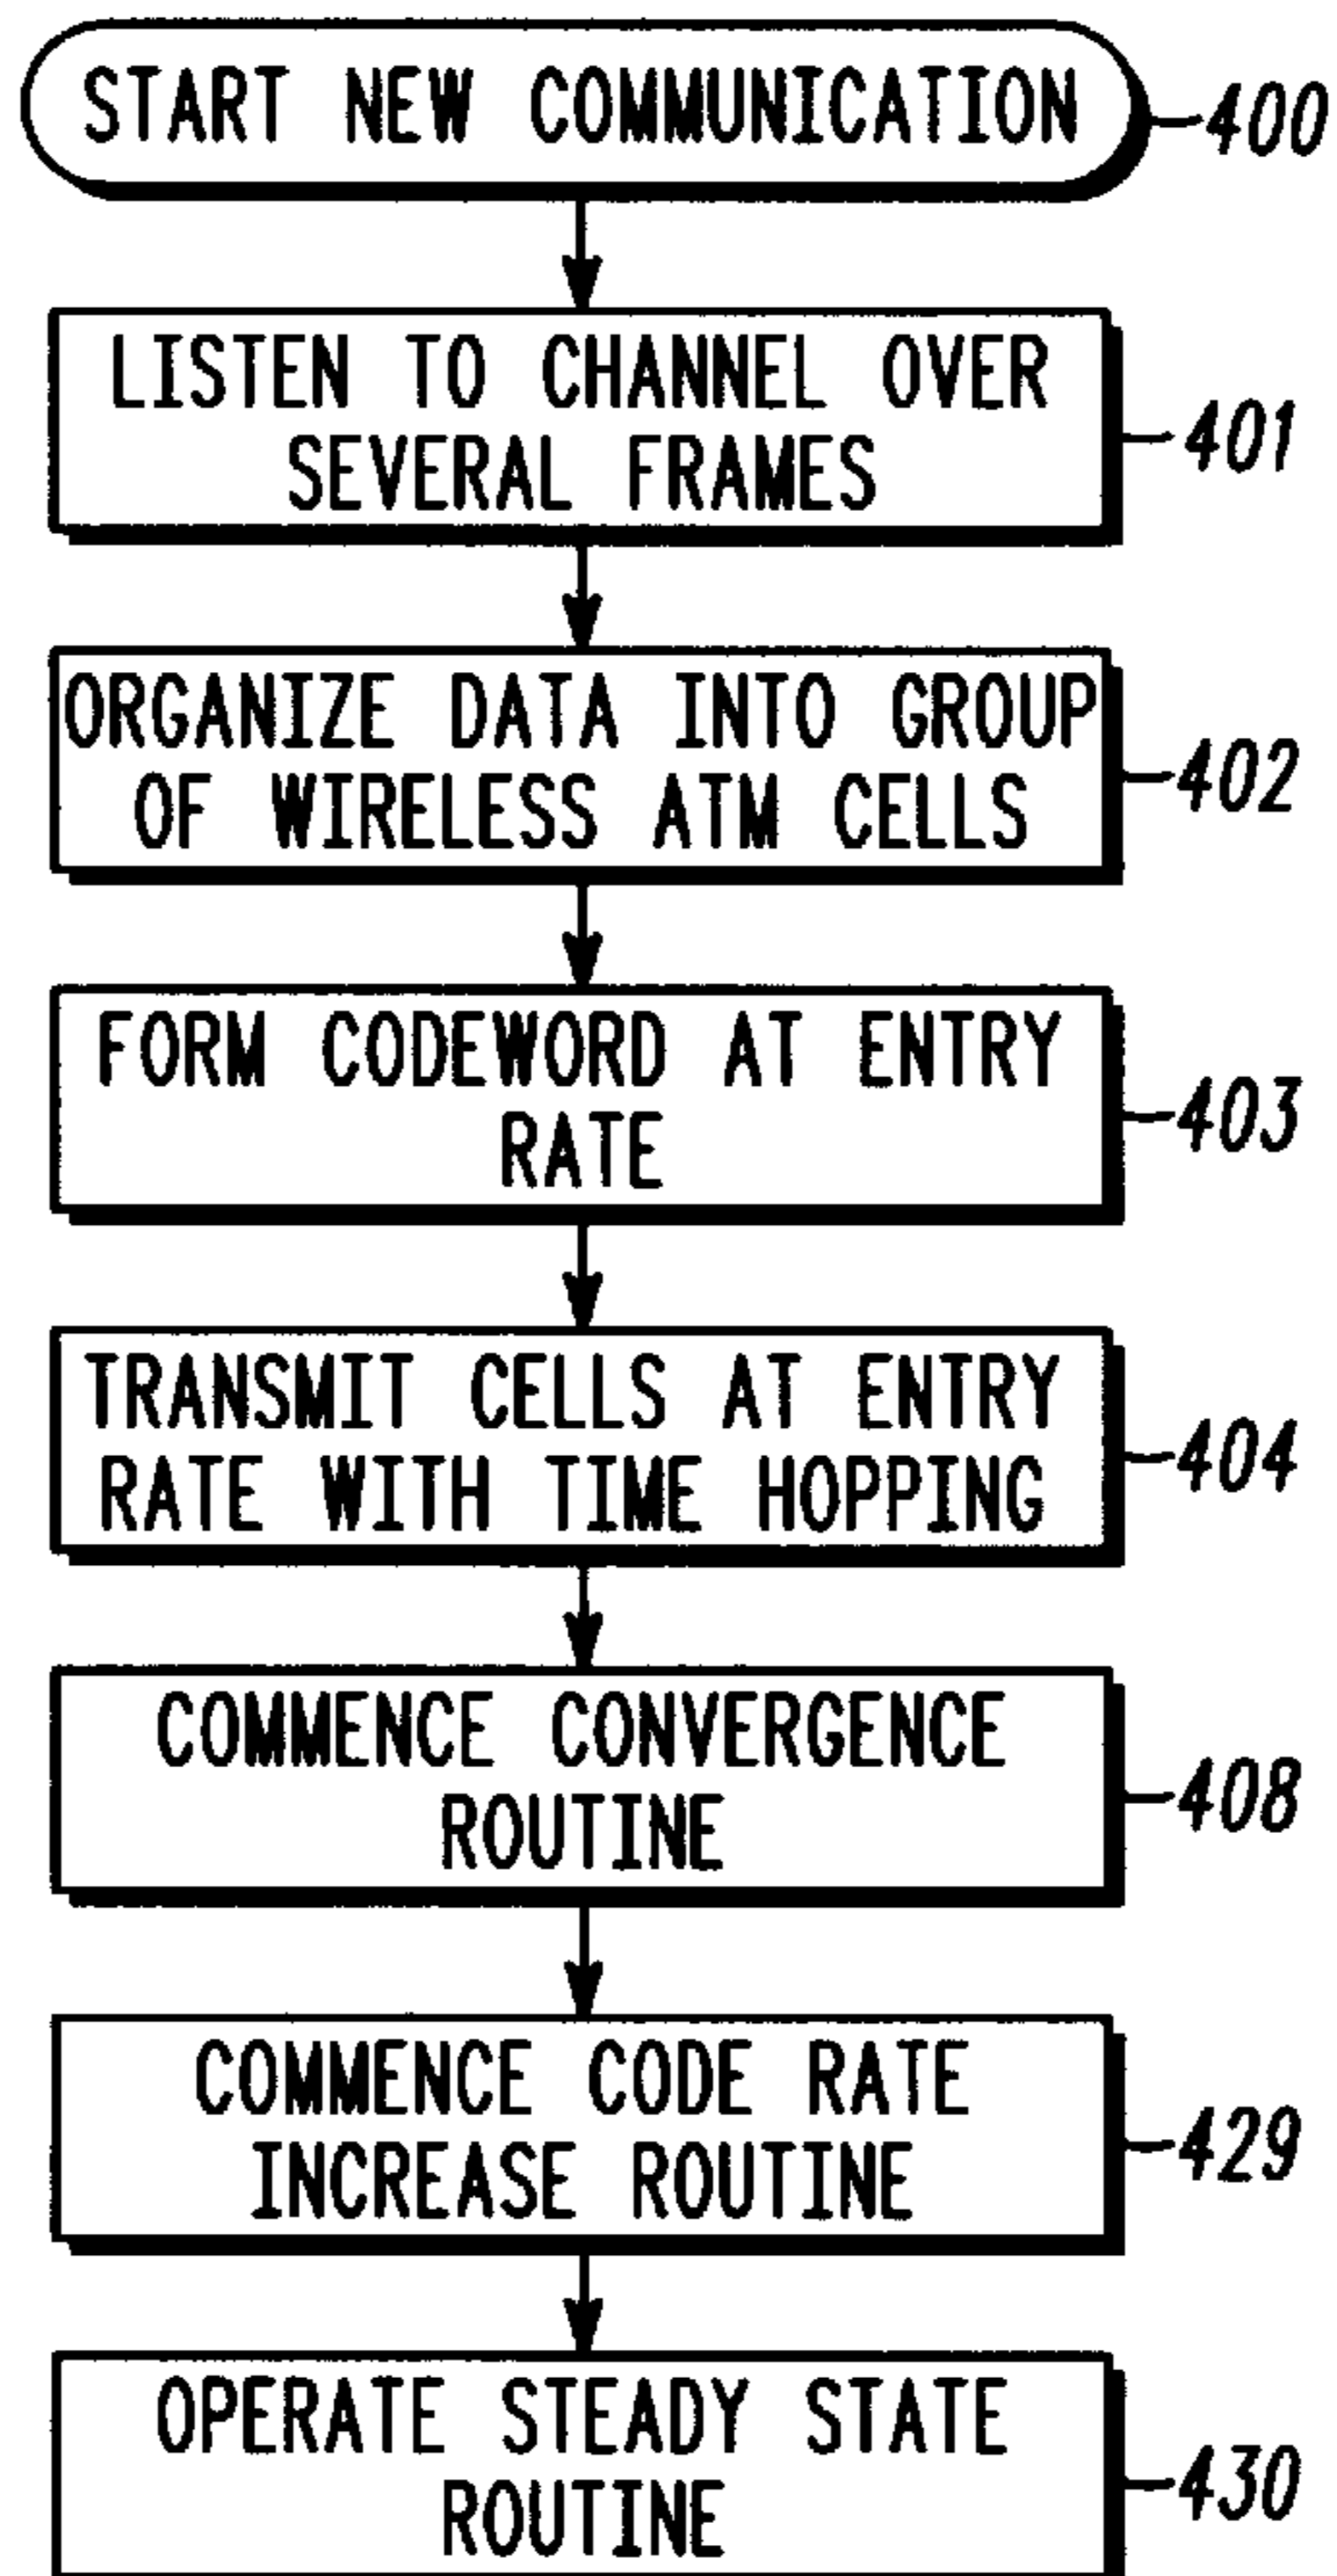 START NEW COMMUNICATION
400
LISTEN TO CHANNEL OVER
SEVERAL FRAMES
401
ORGANIZE DATA INTO GROUP
OF WIRELESS ATM CELLS
402
FORM CODEWORD AT ENTRY
RATE
403
TRANSMIT CELLS AT ENTRY
RATE WITH TIME HOPPING
404
COMMENCE CONVERGENCE
ROUTINE
408
COMMENCE CODE RATE
INCREASE ROUTINE
429
OPERATE STEADY STATE
ROUTINE
430